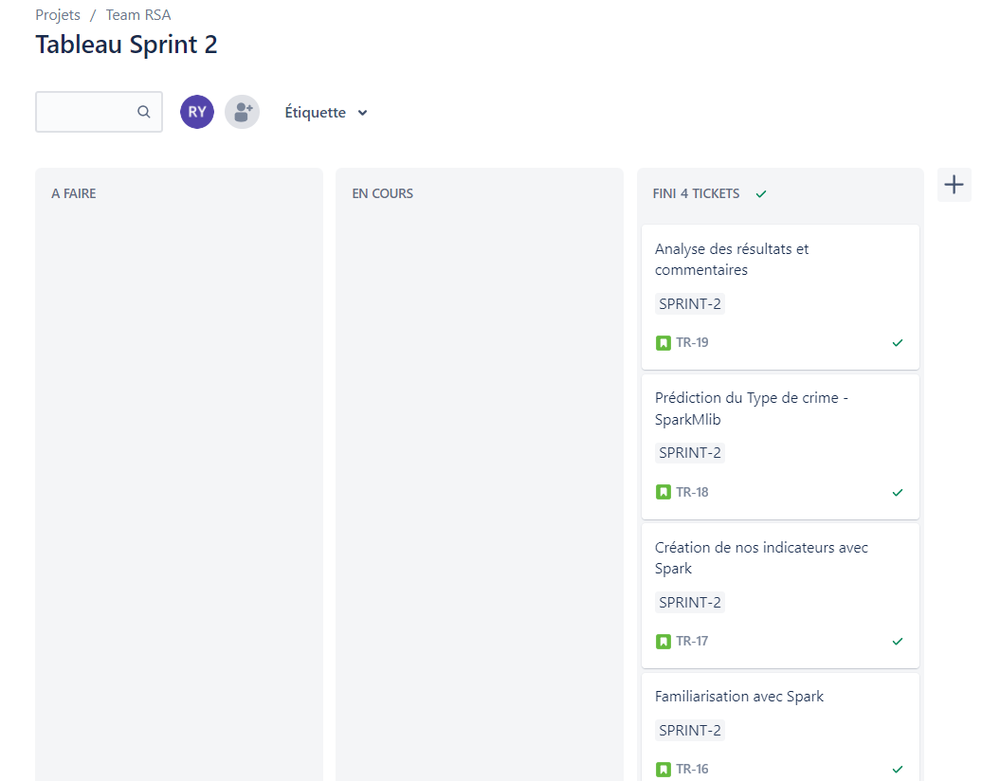 Projets / Team RSA
Tableau Sprint 2
RY
Étiquette
A FAIRE
EN COURS
FINI 4 TICKETS
Analyse des résultats et
commentaires
SPRINT-2
TR-19
Prédiction du Type de crime -
SparkMlib
SPRINT-2
TR-18
Création de nos indicateurs avec
Spark
SPRINT-2
TR-17
Familiarisation avec Spark
SPRINT-2
TR-16